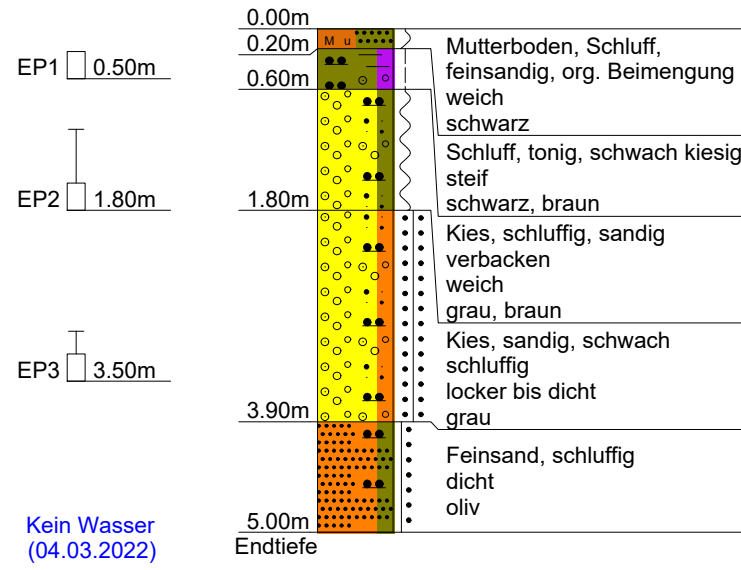 0.00m
0.20m
M u
0.60m
1.80m
3.90m
5.00m
Endtiefe
EP1 0.50m
EP2 1.80m
EP3 3.50m
Kein Wasser
(04.03.2022)
Mutterboden, Schluff,
feinsandig, org. Beimengung
weich
schwarz
Schluff, tonig, schwach kiesig
steif
schwarz, braun
Kies, schluffig, sandig
verbacken
weich
grau, braun
Kies, sandig, schwach
schluffig
locker bis dicht
grau
Feinsand, schluffig
dicht
oliv